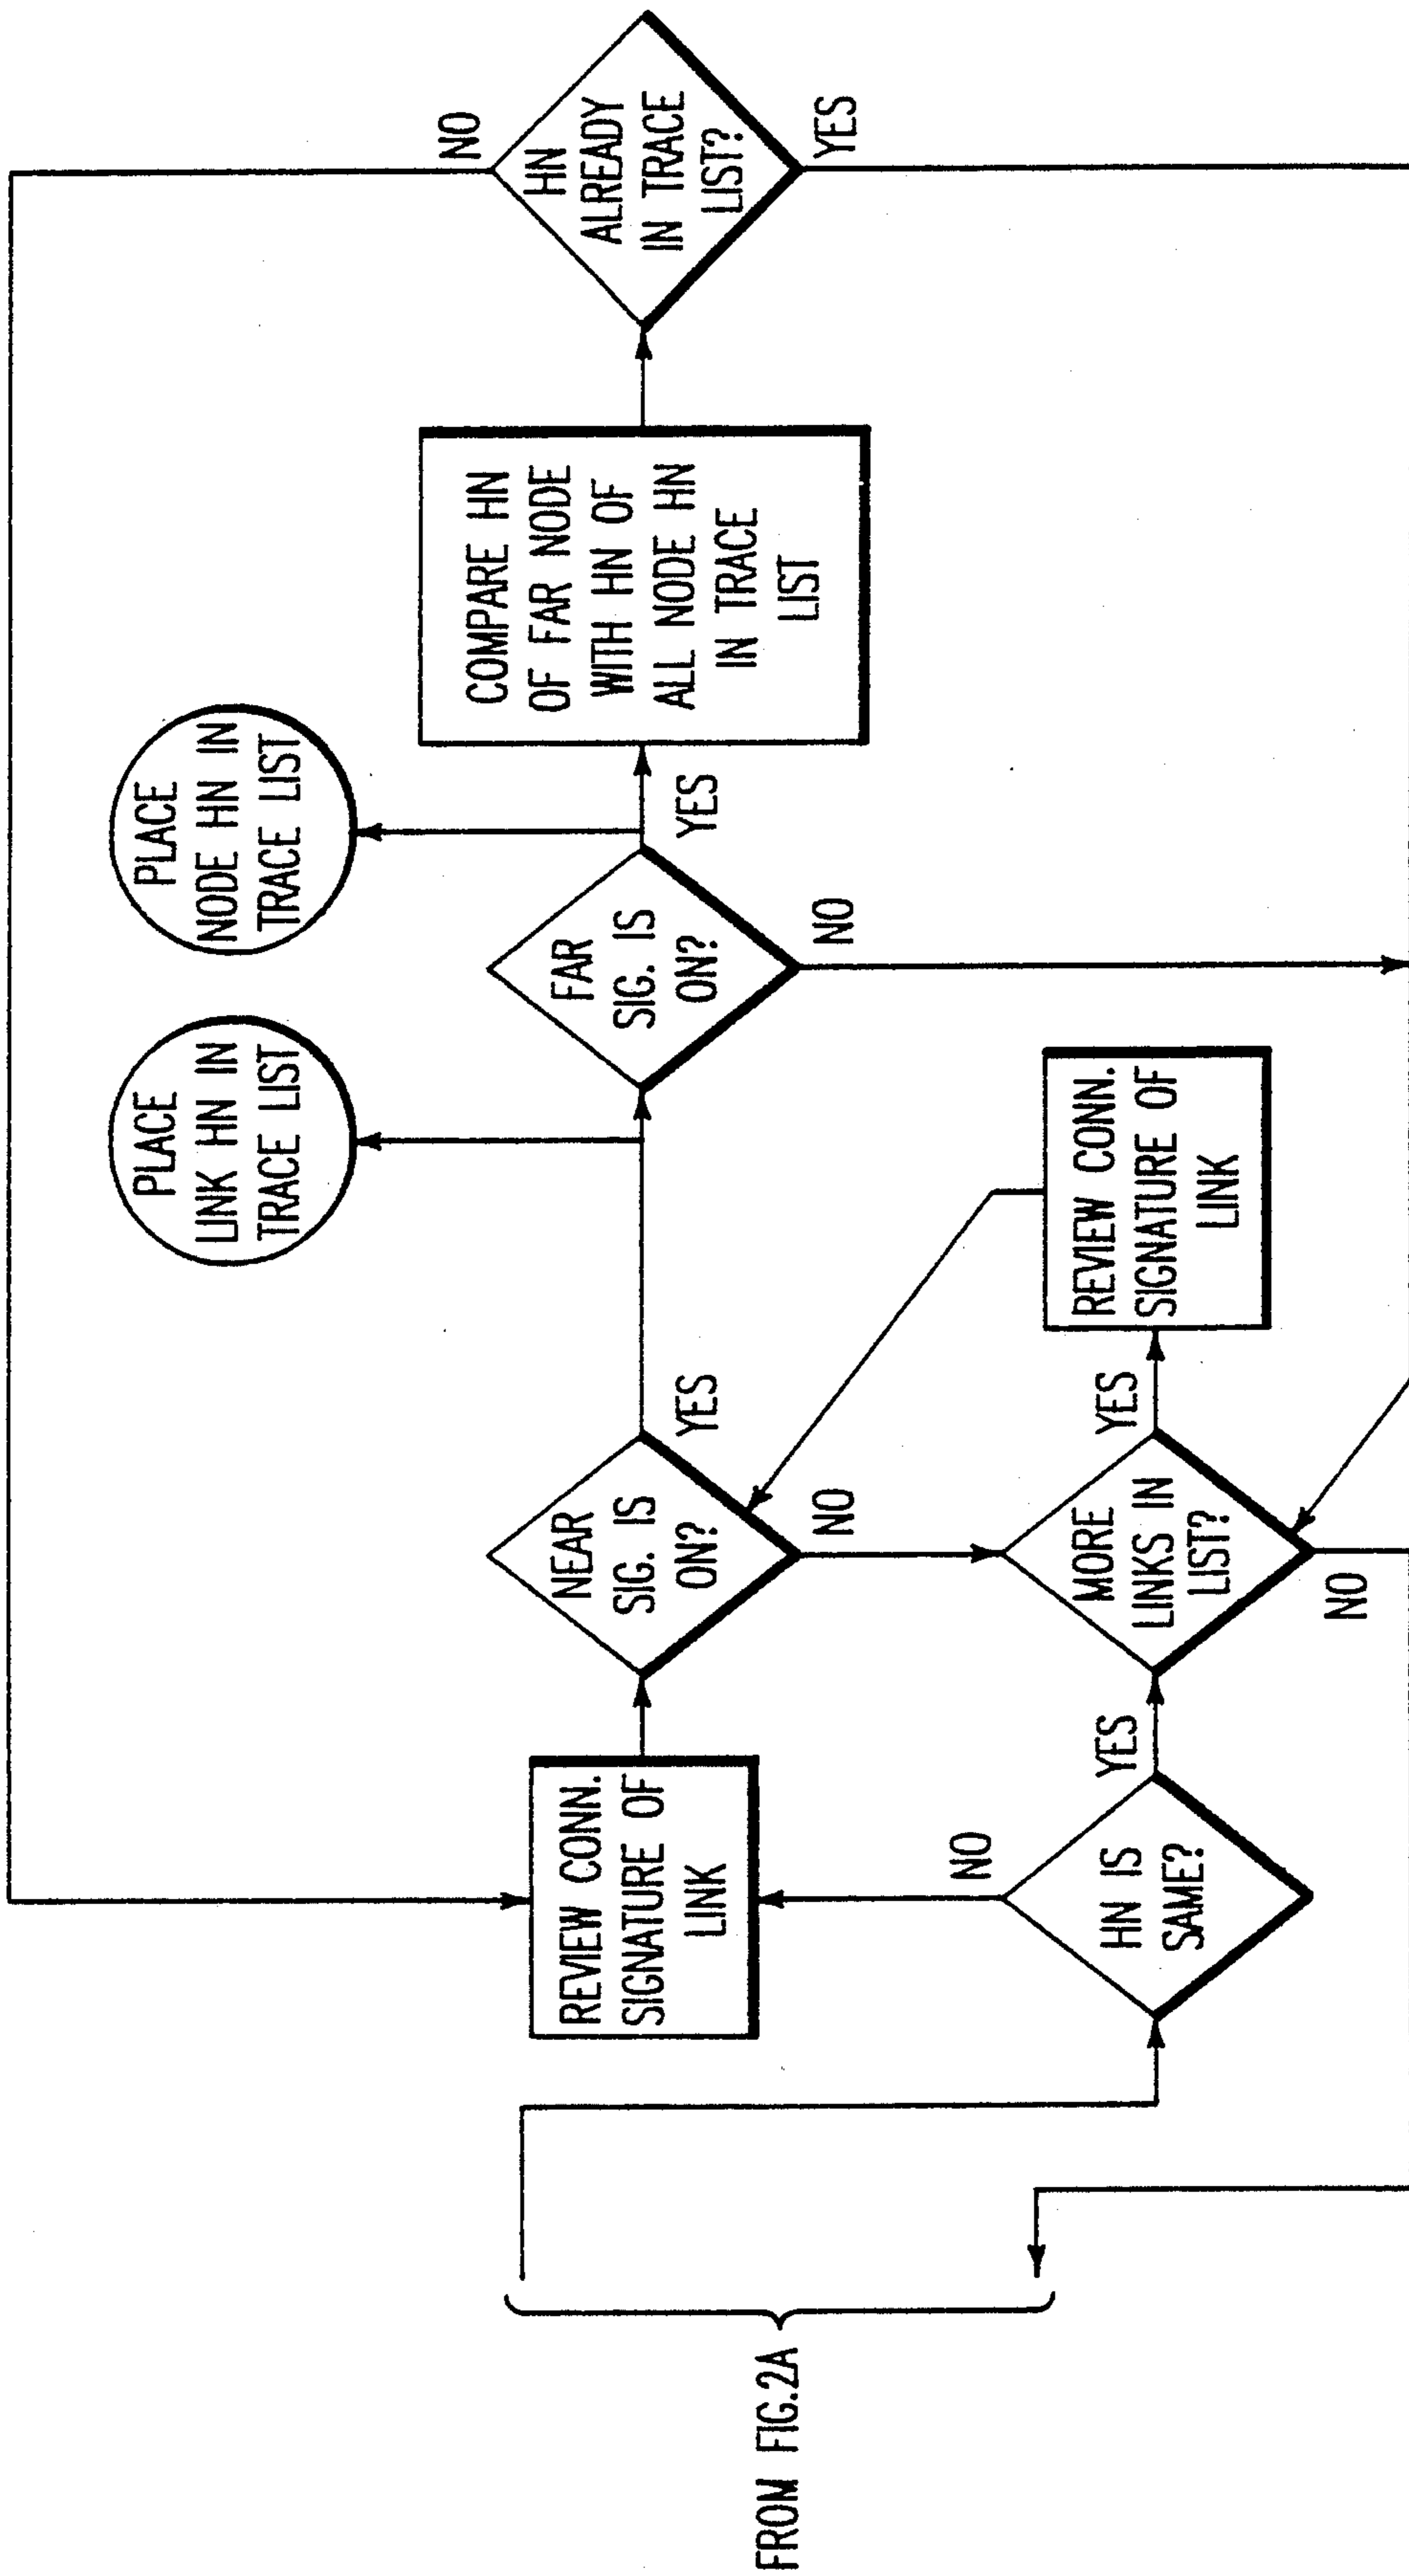 FROM FIG.2A
REVIEW CONN.
SIGNATURE OF
LINK
NO
HN IS
SAME?
YES
NEAR
SIG. IS
ON?
YES
NO
MORE
LINKS IN
LIST?
YES
NO
REVIEW CONN.
SIGNATURE OF
LINK
PLACE
LINK HN IN
TRACE LIST
FAR
SIG. IS
ON?
YES
NO
PLACE
NODE HN IN
TRACE LIST
COMPARE HN
OF FAR NODE
WITH HN OF
ALL NODE HN
IN TRACE
LIST
HN
ALREADY
IN TRACE
LIST?
NO
YES